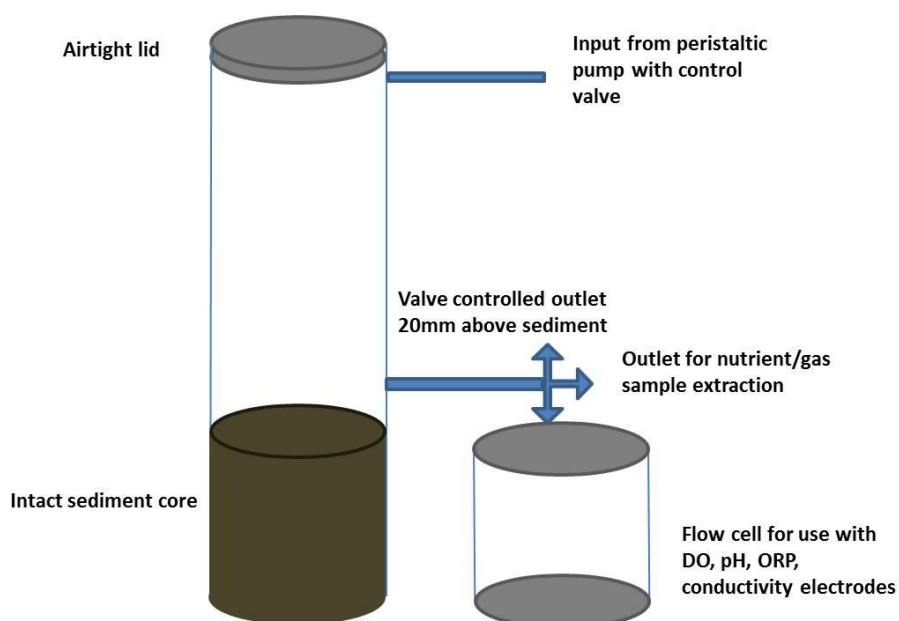 Airtight lid
Input from peristaltic
pump with control
valve
Valve controlled outlet
20mm above sediment
Outlet for nutrient/gas
sample extraction
Intact sediment core
Flow cell for use with
DO, pH, ORP,
conductivity electrodes